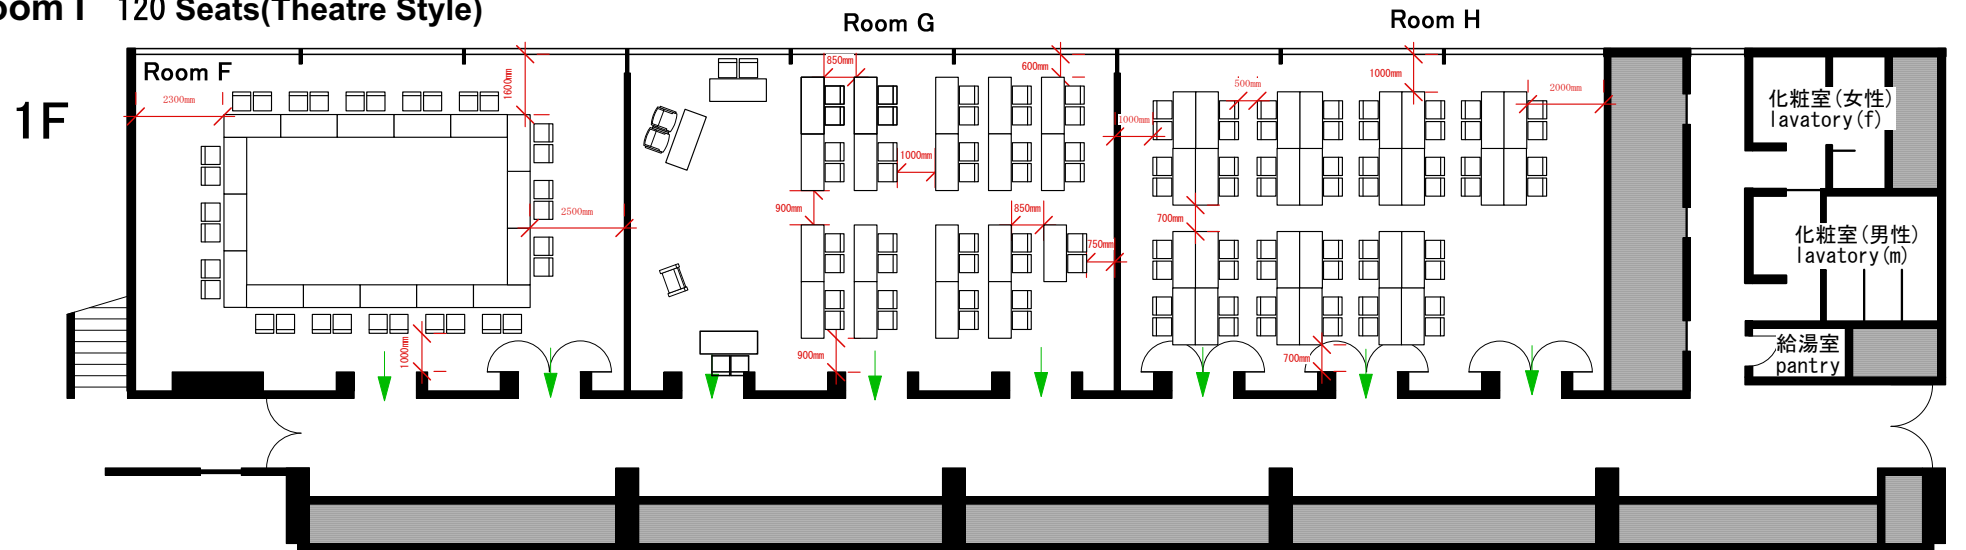 oom I 120 Seats(Theatre Style)
Room G
Room H
Room F
1F
2300mm
1600mm
2500mm
1000mm
850mm
600mm
1000mm
900mm
850mm
750mm
900mm
1000mm
500mm
1000mm
2000mm
700mm
700mm
化粧室(女性)
lavatory(f)
化粧室(男性)
lavatory(m)
給湯室
pantry